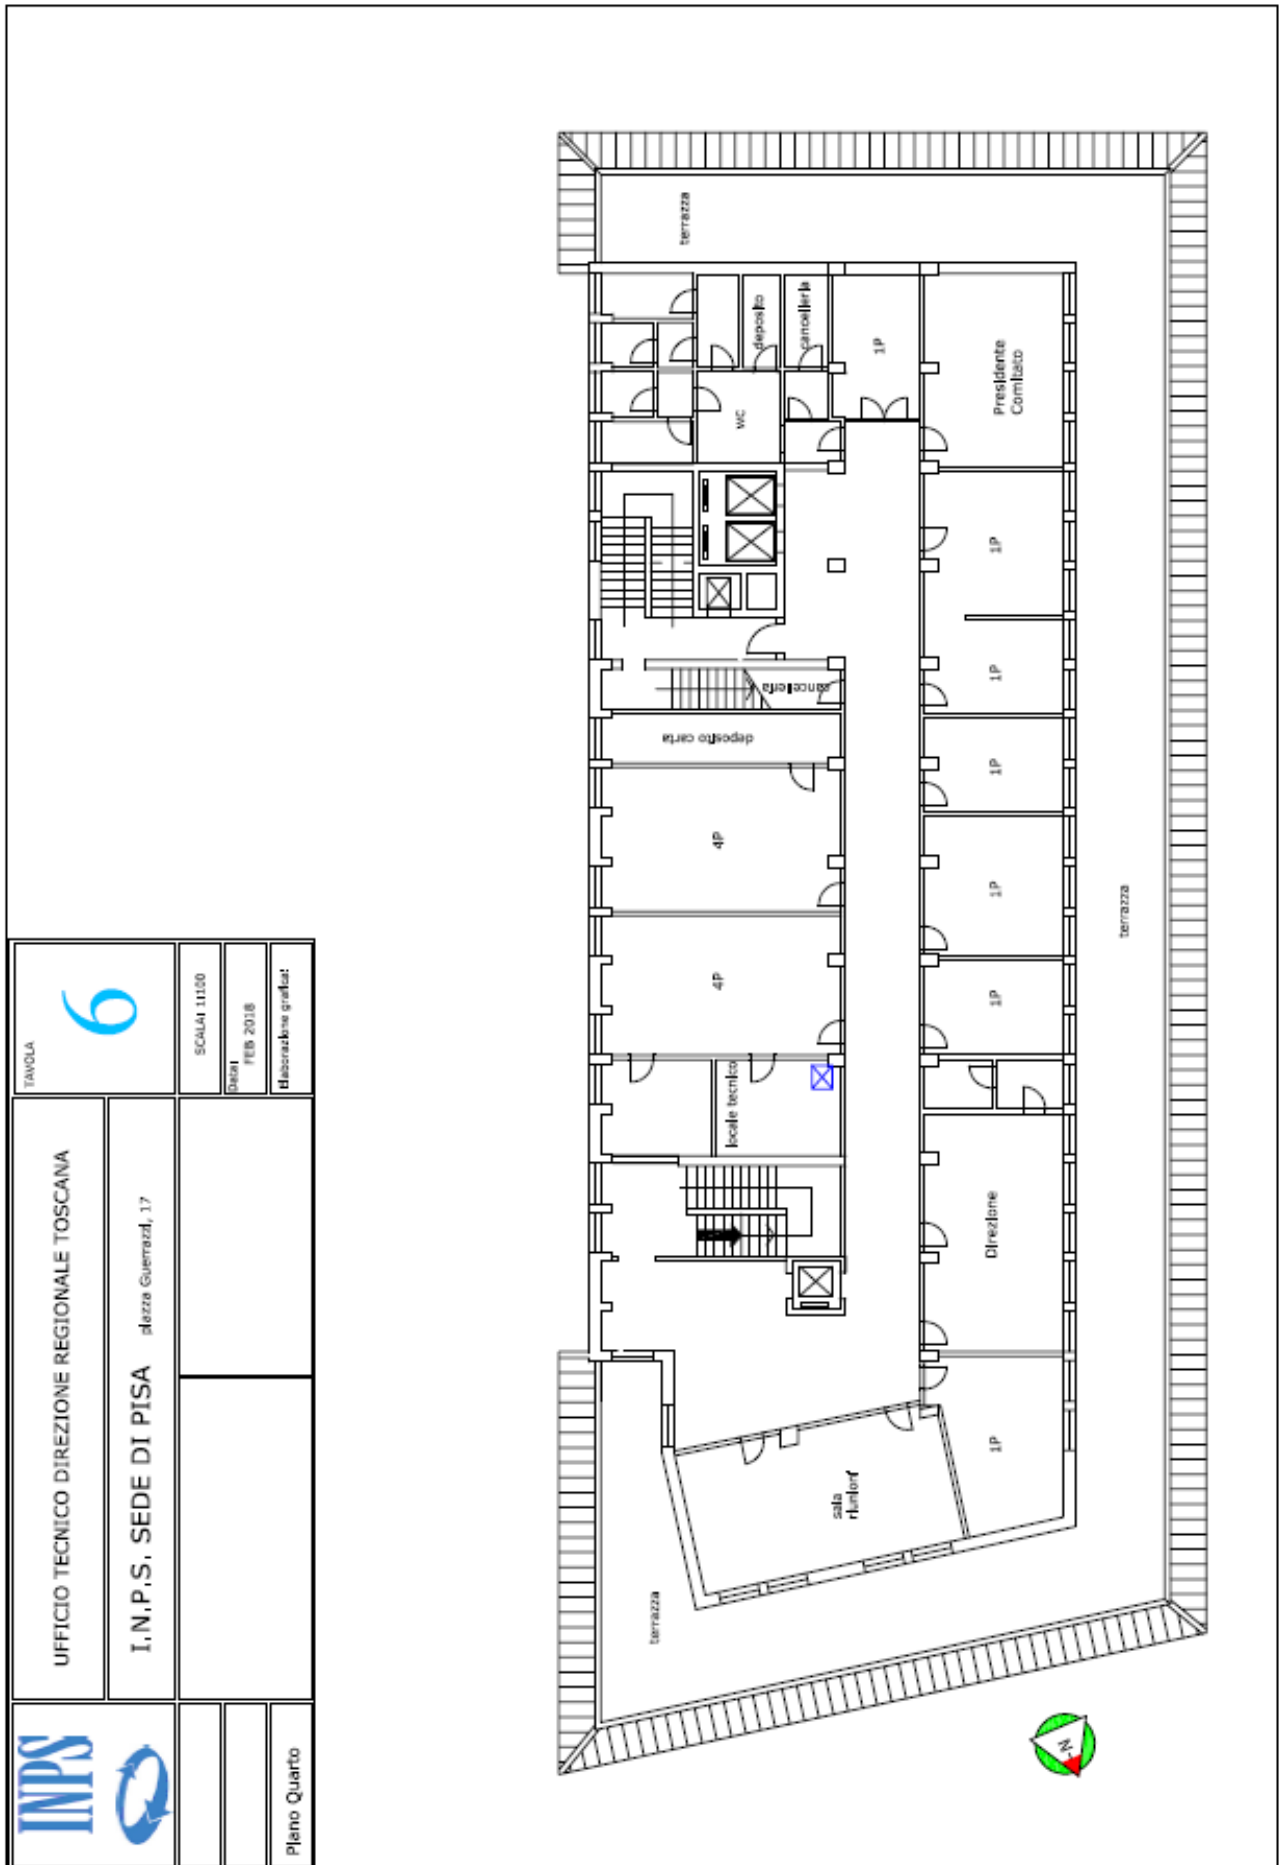 TAVOLA
6
SCALA: 1:100
Data:
FEB 2018
Elaborazione grafica:
UFFICIO TECNICO DIREZIONE REGIONALE TOSCANA
I.N.P.S. SEDE DI PISA piazza Guerrazzi, 17
INPS
Piano Quarto
terrazza
deposito
cancelleria
1P
Presidente
Comitato
WC
1P
1P
cancelleria
deposito carta
1P
4P
1P
terrazza
4P
1P
locale tecnico
Direzione
1P
sala
riunioni
terrazza
N